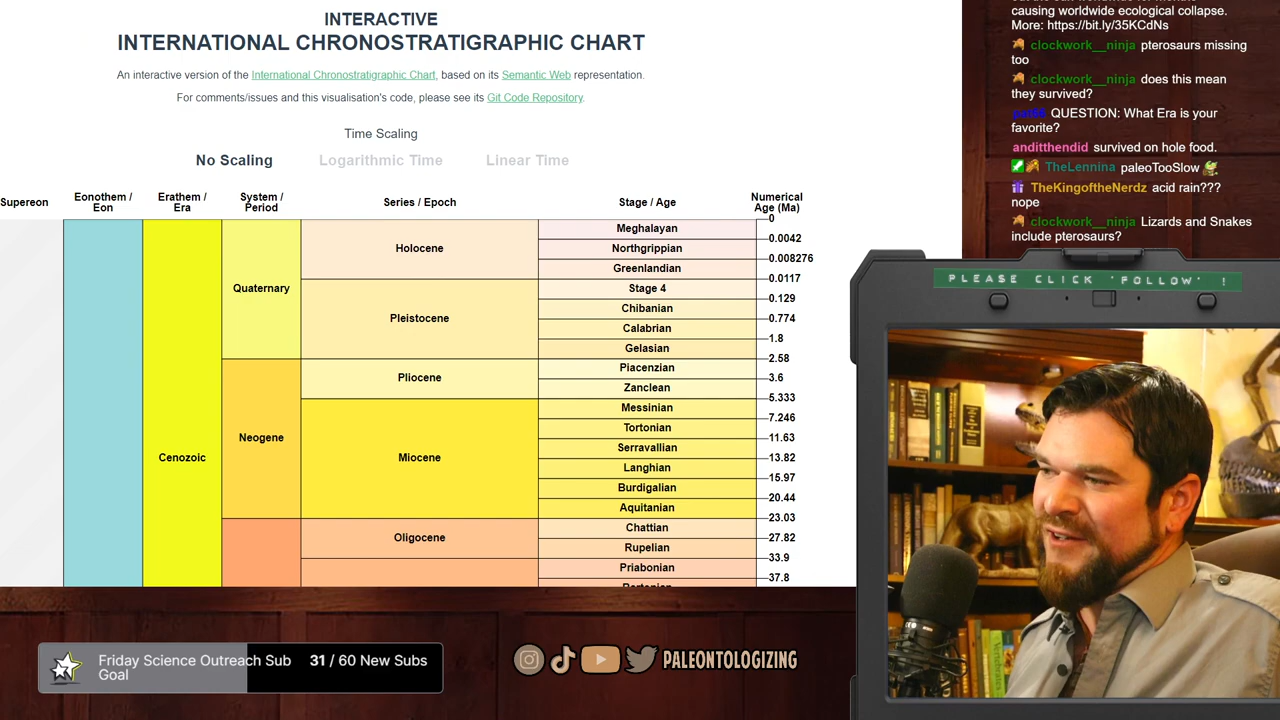 INTERACTIVE
INTERNATIONAL CHRONOSTRATIGRAPHIC CHART
An interactive version of the International Chronostratigraphic Chart, based on its Semantic Web representation.
For comments/issues and this visualisation's code, please see its Git Code Repository.
Time Scaling
No Scaling Logarithmic Time Linear Time
Supereon
Eonothem /
Eon
Erathem /
Era
System /
Period
Series / Epoch
Stage / Age
Numerical
Age (Ma)
Cenozoic
Quaternary
Neogene
Holocene
Pleistocene
Pliocene
Miocene
Oligocene
Meghalayan
Northgrippian
Greenlandian
Stage 4
Chibanian
Calabrian
Gelasian
Piacenzian
Zanclean
Messinian
Tortonian
Serravallian
Langhian
Burdigalian
Aquitanian
Chattian
Rupelian
Priabonian
0
0.0042
0.008276
0.0117
0.129
0.774
1.8
2.58
3.6
5.333
7.246
11.63
13.82
15.97
20.44
23.03
27.82
33.9
37.8
causing worldwide ecological collapse.
More: https://bit.ly/35KCdNs
clockwork__ninja pterosaurs missing
too
clockwork__ninja does this mean
they survived?
QUESTION: What Era is your
favorite?
anditthendid survived on hole food.
TheLennina paleoTooSlow
TheKingoftheNerdz acid rain???
nope
clockwork__ninja Lizards and Snakes
include pterosaurs?
PLEASE CLICK 'FOLLOW' !
Friday Science Outreach Sub
Goal
31 / 60 New Subs
PALEONTOLOGIZING